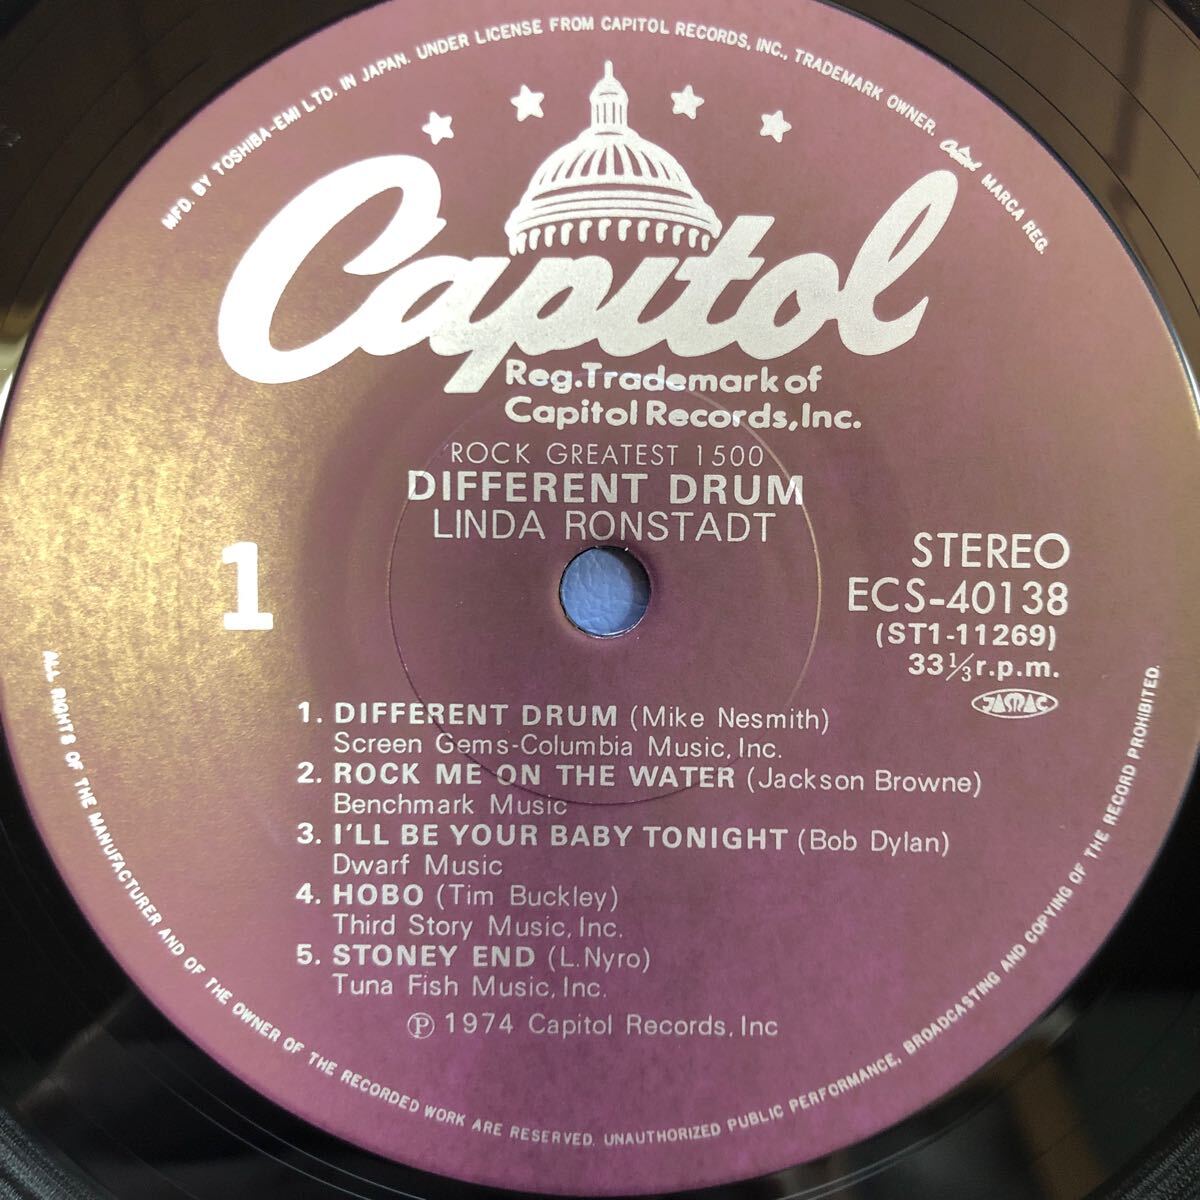 MFD. BY TOSHIBA-EMI LTD. IN JAPAN. UNDER LICENSE FROM CAPITOL RECORDS, INC., TRADEMARK OWNER. Capitol MARCA REG.
Capitol
Reg.Trademark of
Capitol Records,Inc.
ROCK GREATEST 1500
DIFFERENT DRUM
LINDA RONSTADT
1
STEREO
ECS-40138
(ST1-11269)
33⅓r.p.m.
JASRAC
1. DIFFERENT DRUM (Mike Nesmith)
Screen Gems-Columbia Music, Inc.
2. ROCK ME ON THE WATER (Jackson Browne)
Benchmark Music
3. I'LL BE YOUR BABY TONIGHT (Bob Dylan)
Dwarf Music
4. HOBO (Tim Buckley)
Third Story Music, Inc.
5. STONEY END (L.Nyro)
Tuna Fish Music, Inc.
℗ 1974 Capitol Records, Inc
ALL RIGHTS OF THE MANUFACTURER AND OF THE OWNER OF THE RECORDED WORK ARE RESERVED. UNAUTHORIZED PUBLIC PERFORMANCE, BROADCASTING AND COPYING OF THE RECORD PROHIBITED.